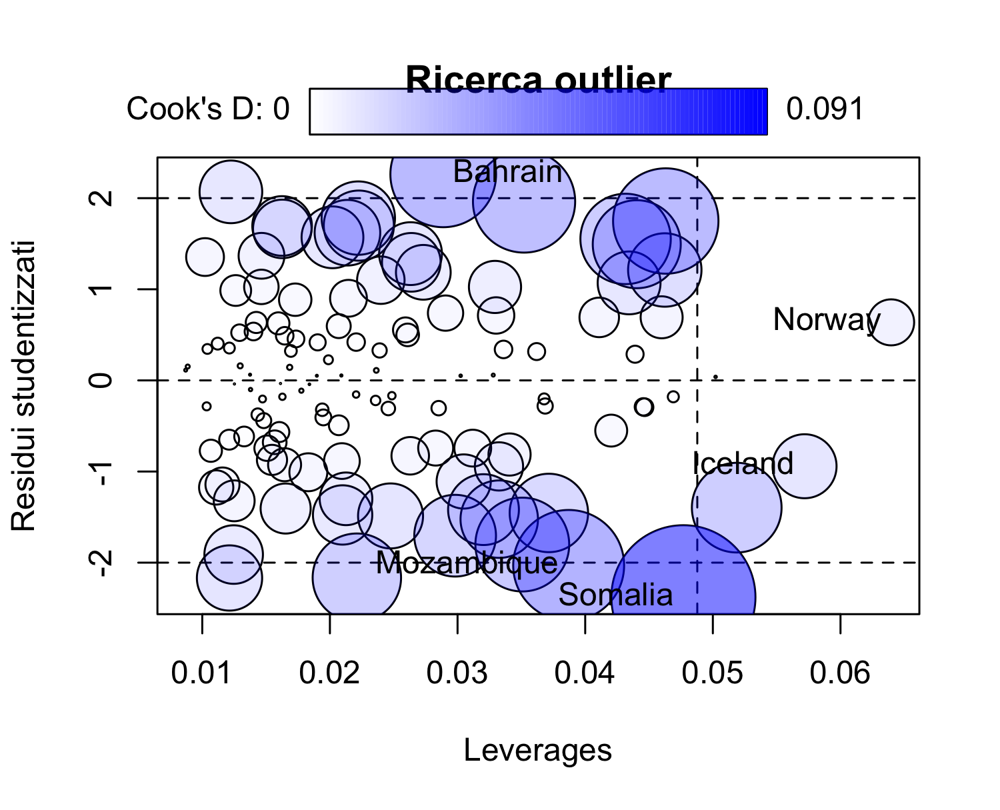 Ricerca outlier
Cook's D: 0 0.091
Bahrain
Norway
Iceland
Mozambique
Somalia
2
1
0
-1
-2
Residui studentizzati
0.01 0.02 0.03 0.04 0.05 0.06
Leverages